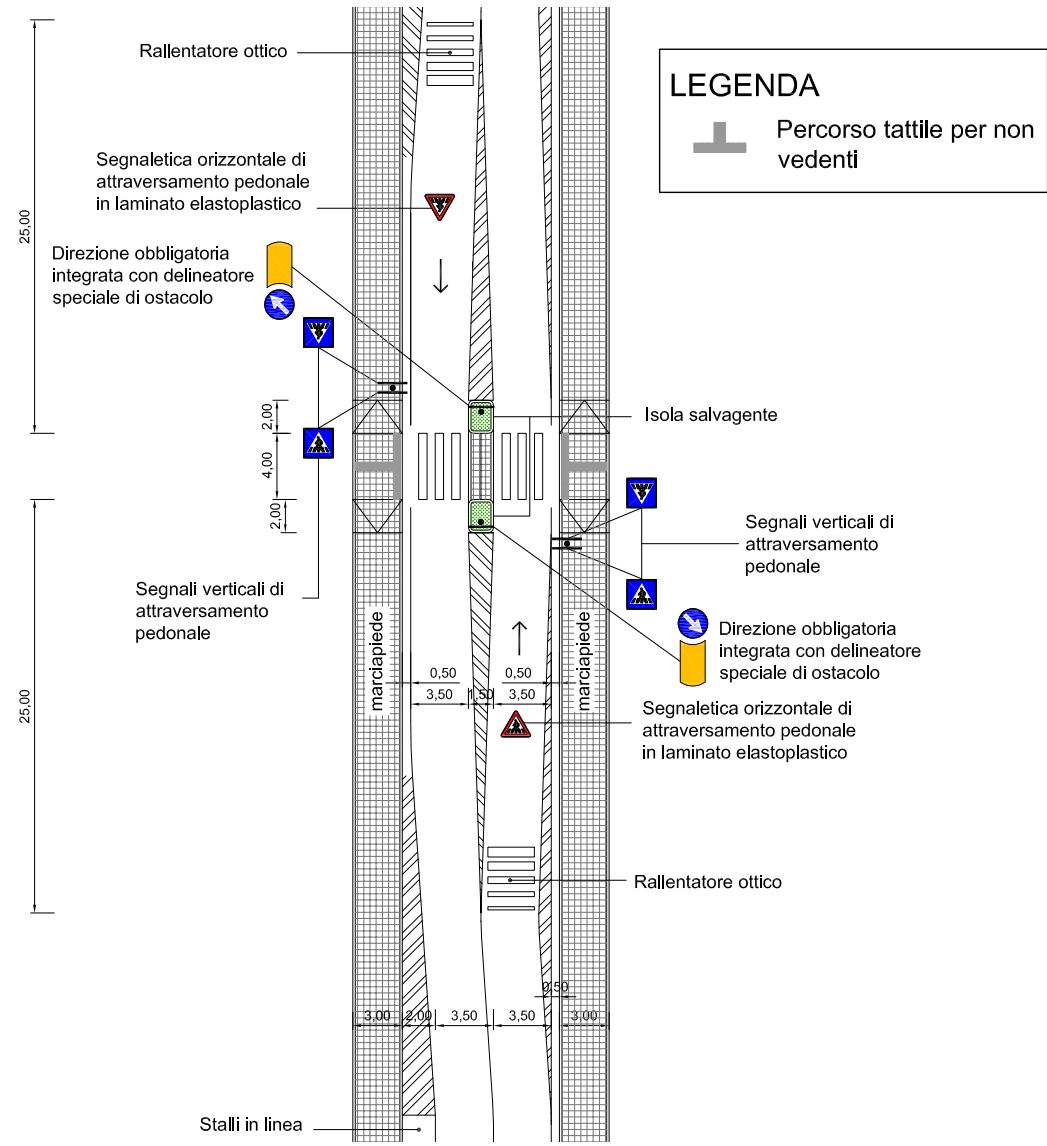 Rallentatore ottico
LEGENDA
Percorso tattile per non
vedenti
Segnaletica orizzontale di
attraversamento pedonale
in laminato elastoplastico
25,00
Direzione obbligatoria
integrata con delineatore
speciale di ostacolo
2,00
4,00
2,00
Isola salvagente
Segnali verticali di
attraversamento
pedonale
Segnali verticali di
attraversamento
pedonale
marciapiede
marciapiede
Direzione obbligatoria
integrata con delineatore
speciale di ostacolo
0,50
0,50
3,50
1,50
3,50
25,00
Segnaletica orizzontale di
attraversamento pedonale
in laminato elastoplastico
Rallentatore ottico
0,50
3,00
2,00
3,50
3,50
3,00
Stalli in linea